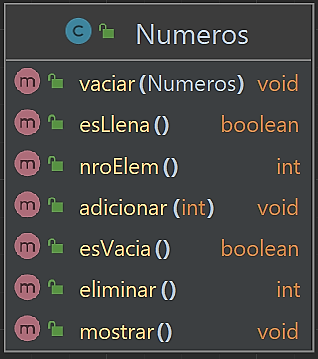 Numeros
vaciar(Numeros) void
esLlena() boolean
nroElem() int
adicionar(int) void
esVacia() boolean
eliminar() int
mostrar() void